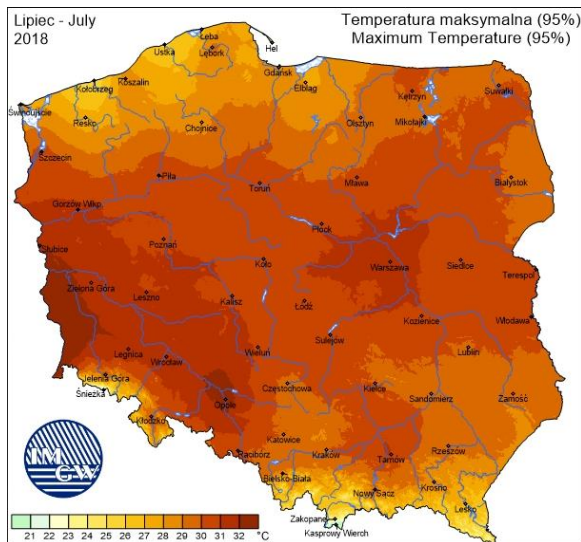 Lipiec - July
2018
Temperatura maksymalna (95%)
Maximum Temperature (95%)
Łeba
Hel
Ustka
Lębork
Gdańsk
Koszalin
Kołobrzeg
Elbląg
Kętrzyn
Suwałki
Świnoujście
Resko
Chojnice
Olsztyn
Mikołajki
Szczecin
Piła
Toruń
Mława
Białystok
Gorzów Wlkp.
Płock
Słubice
Poznań
Koło
Warszawa
Siedlce
Terespol
Zielona Góra
Leszno
Kalisz
Łódź
Kozienice
Włodawa
Sulejów
Legnica
Wrocław
Wieluń
Lublin
Jelenia Góra
Śnieżka
Częstochowa
Kielce
Sandomierz
Zamość
Opole
Kłodzko
Katowice
Racibórz
Kraków
Tarnów
Rzeszów
Bielsko-Biała
Nowy Sącz
Krosno
Lesko
Zakopane
Kasprowy Wierch
IM
GW
21 22 23 24 25 26 27 28 29 30 31 32 °C